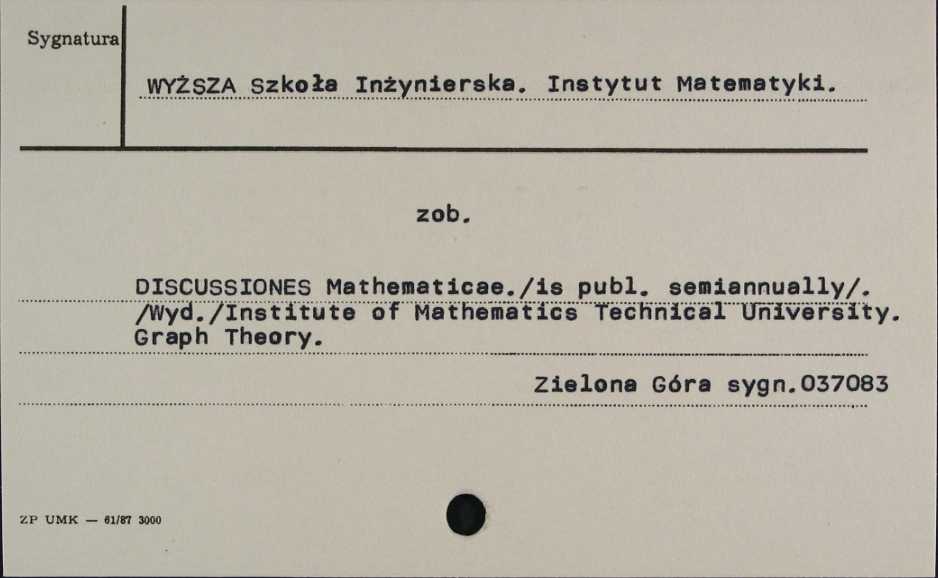 Sygnatura
WYŻSZA Szkoła Inżynierska. Instytut Matematyki.
zob.
DISCUSSIONES Mathematicae./is publ. semiannually/.
/Wyd./Institute of Mathematics Technical University.
Graph Theory.
Zielona Góra sygn.037083
ZP UMK — 61/87 3000